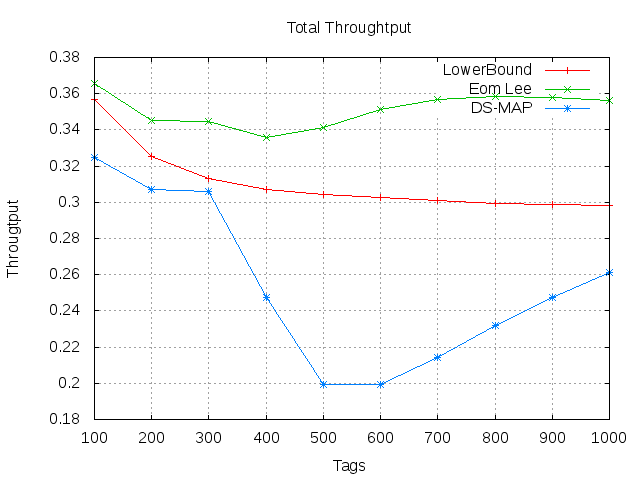 Total Throughtput
LowerBound
Eom Lee
DS-MAP
0.38
0.36
0.34
0.32
0.3
0.28
0.26
0.24
0.22
0.2
0.18
Througtput
100 200 300 400 500 600 700 800 900 1000
Tags